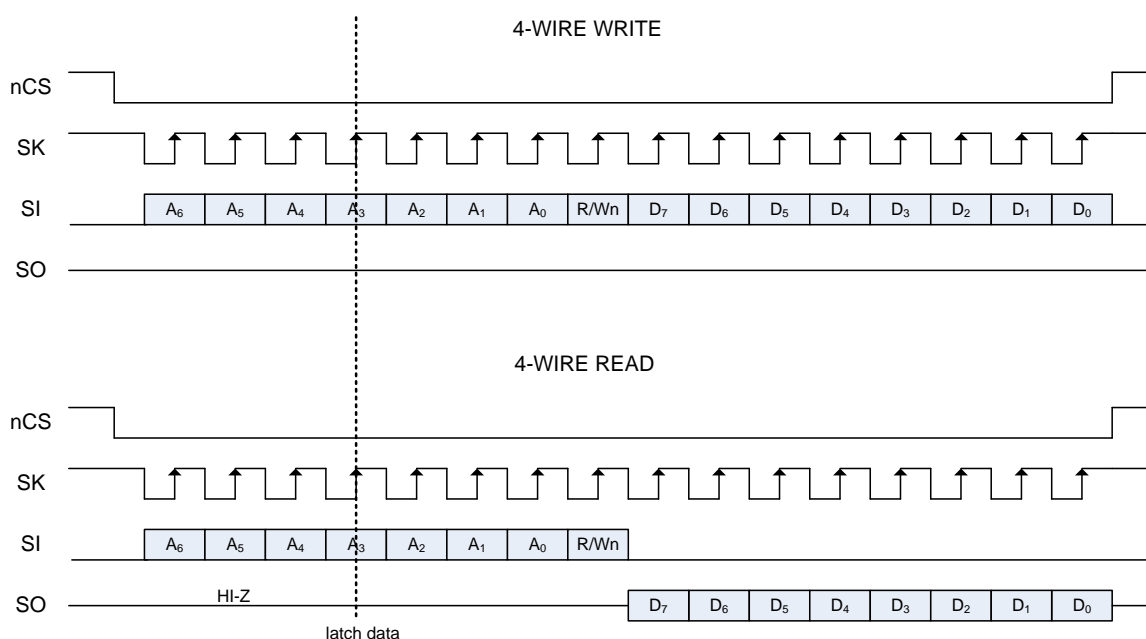 4-WIRE WRITE
nCS
SK
SI A₆ A₅ A₄ A₃ A₂ A₁ A₀ R/Wn D₇ D₆ D₅ D₄ D₃ D₂ D₁ D₀
SO
4-WIRE READ
nCS
SK
SI A₆ A₅ A₄ A₃ A₂ A₁ A₀ R/Wn
SO HI-Z D₇ D₆ D₅ D₄ D₃ D₂ D₁ D₀
latch data